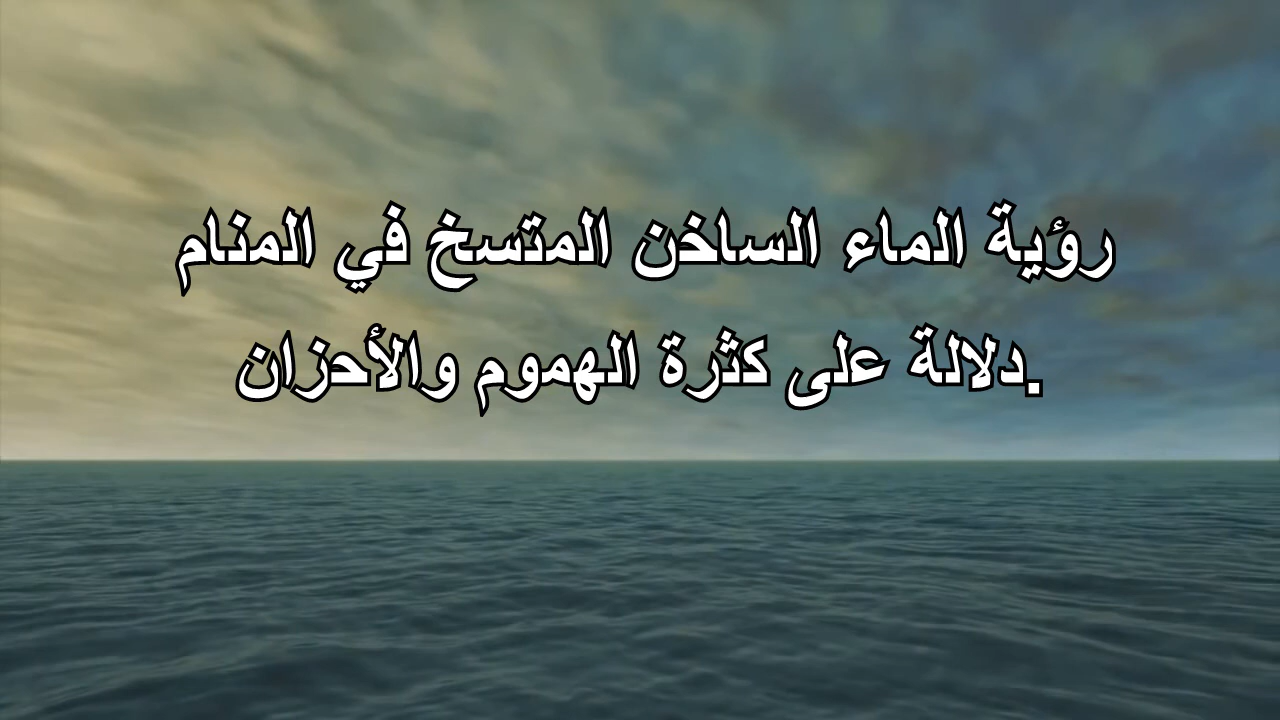 رؤية الماء الساخن المتسخ في المنام
دلالة على كثرة الهموم والأحزان.